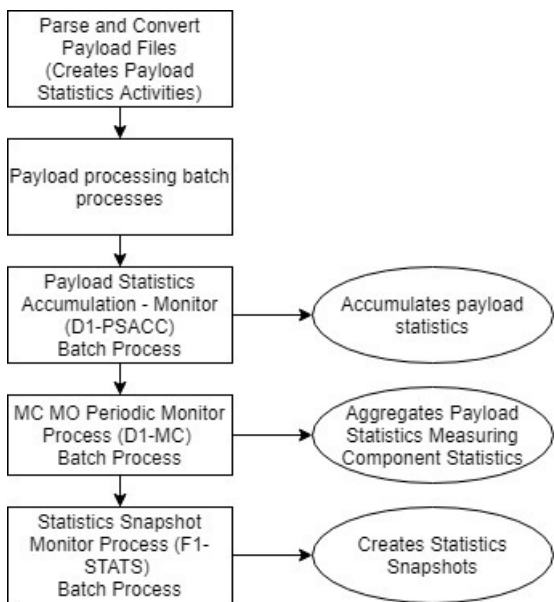 Parse and Convert
Payload Files
(Creates Payload
Statistics Activities)
Payload processing batch
processes
Payload Statistics
Accumulation - Monitor
(D1-PSACC)
Batch Process
Accumulates payload
statistics
MC MO Periodic Monitor
Process (D1-MC)
Batch Process
Aggregates Payload
Statistics Measuring
Component Statistics
Statistics Snapshot
Monitor Process (F1-
STATS)
Batch Process
Creates Statistics
Snapshots